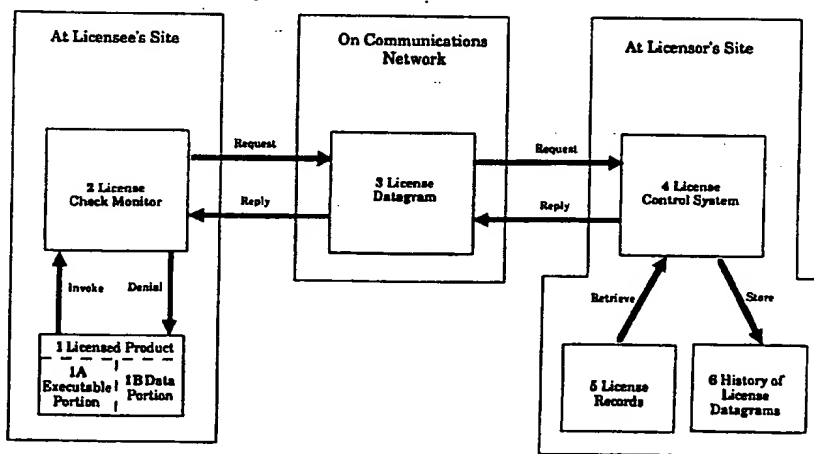 At Licensee's Site
On Communications
Network
At Licensor's Site
2 License
Check Monitor
Request
Reply
3 License
Datagram
Request
Reply
4 License
Control System
Invoke
Denial
Retrieve
Store
1 Licensed Product
1A
Executable
Portion
1B Data
Portion
5 License
Records
6 History of
License
Datagrams